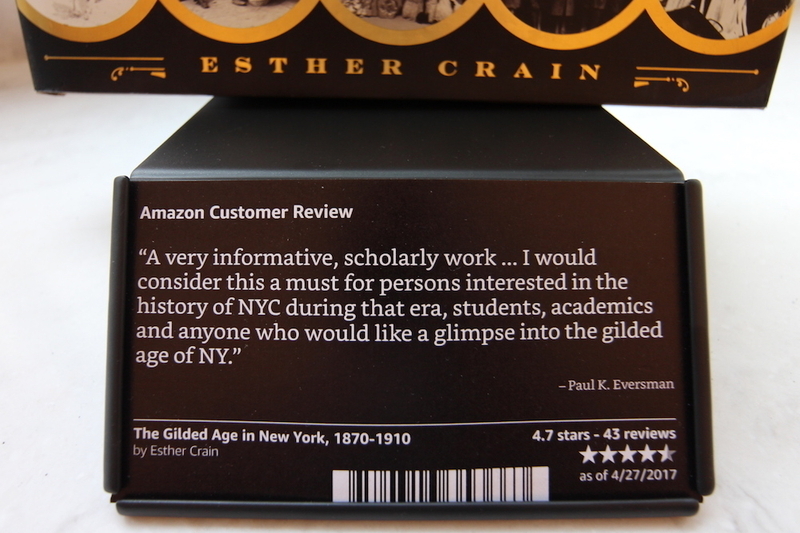 ESTHER CRAIN
Amazon Customer Review
“A very informative, scholarly work ... I would
consider this a must for persons interested in the
history of NYC during that era, students, academics
and anyone who would like a glimpse into the gilded
age of NY.”
– Paul K. Eversman
The Gilded Age in New York, 1870-1910
by Esther Crain
4.7 stars - 43 reviews
as of 4/27/2017